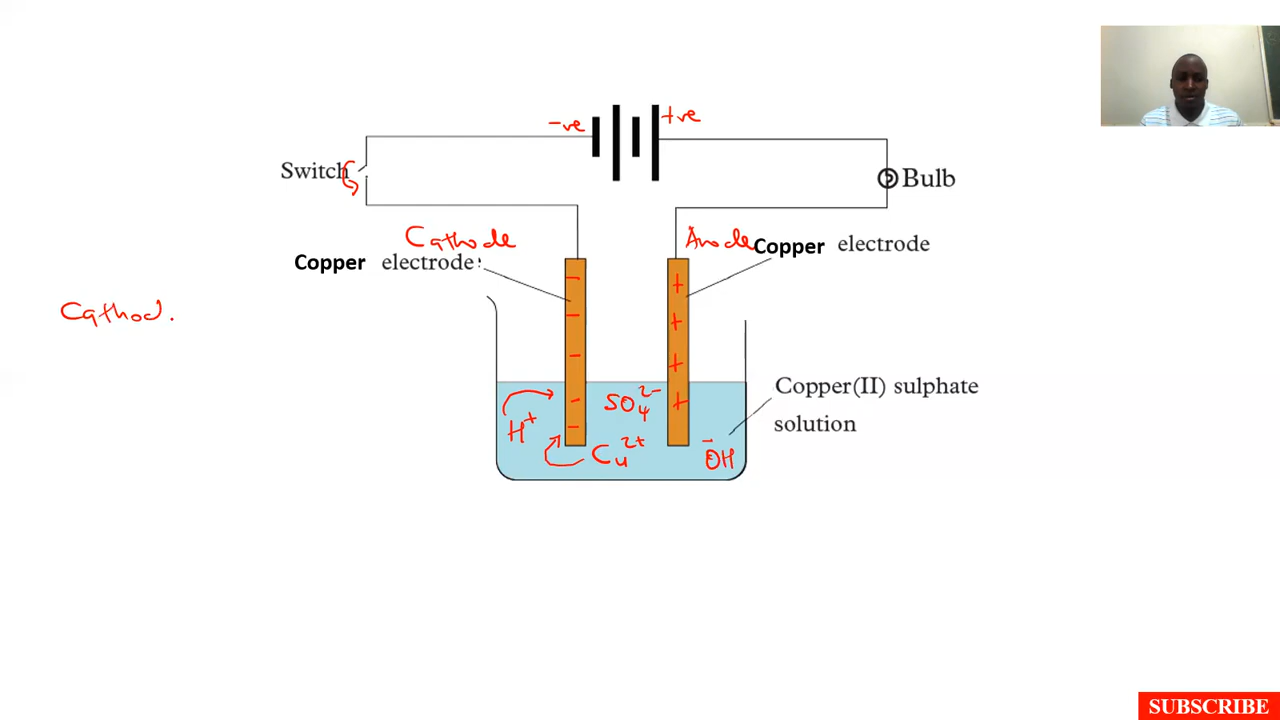 -ve
+ve
Switch
Bulb
Cathode
Anode
Copper electrode
Copper electrode
Cathod.
Copper(II) sulphate
solution
H+
SO4 2-
Cu 2+
-OH
SUBSCRIBE